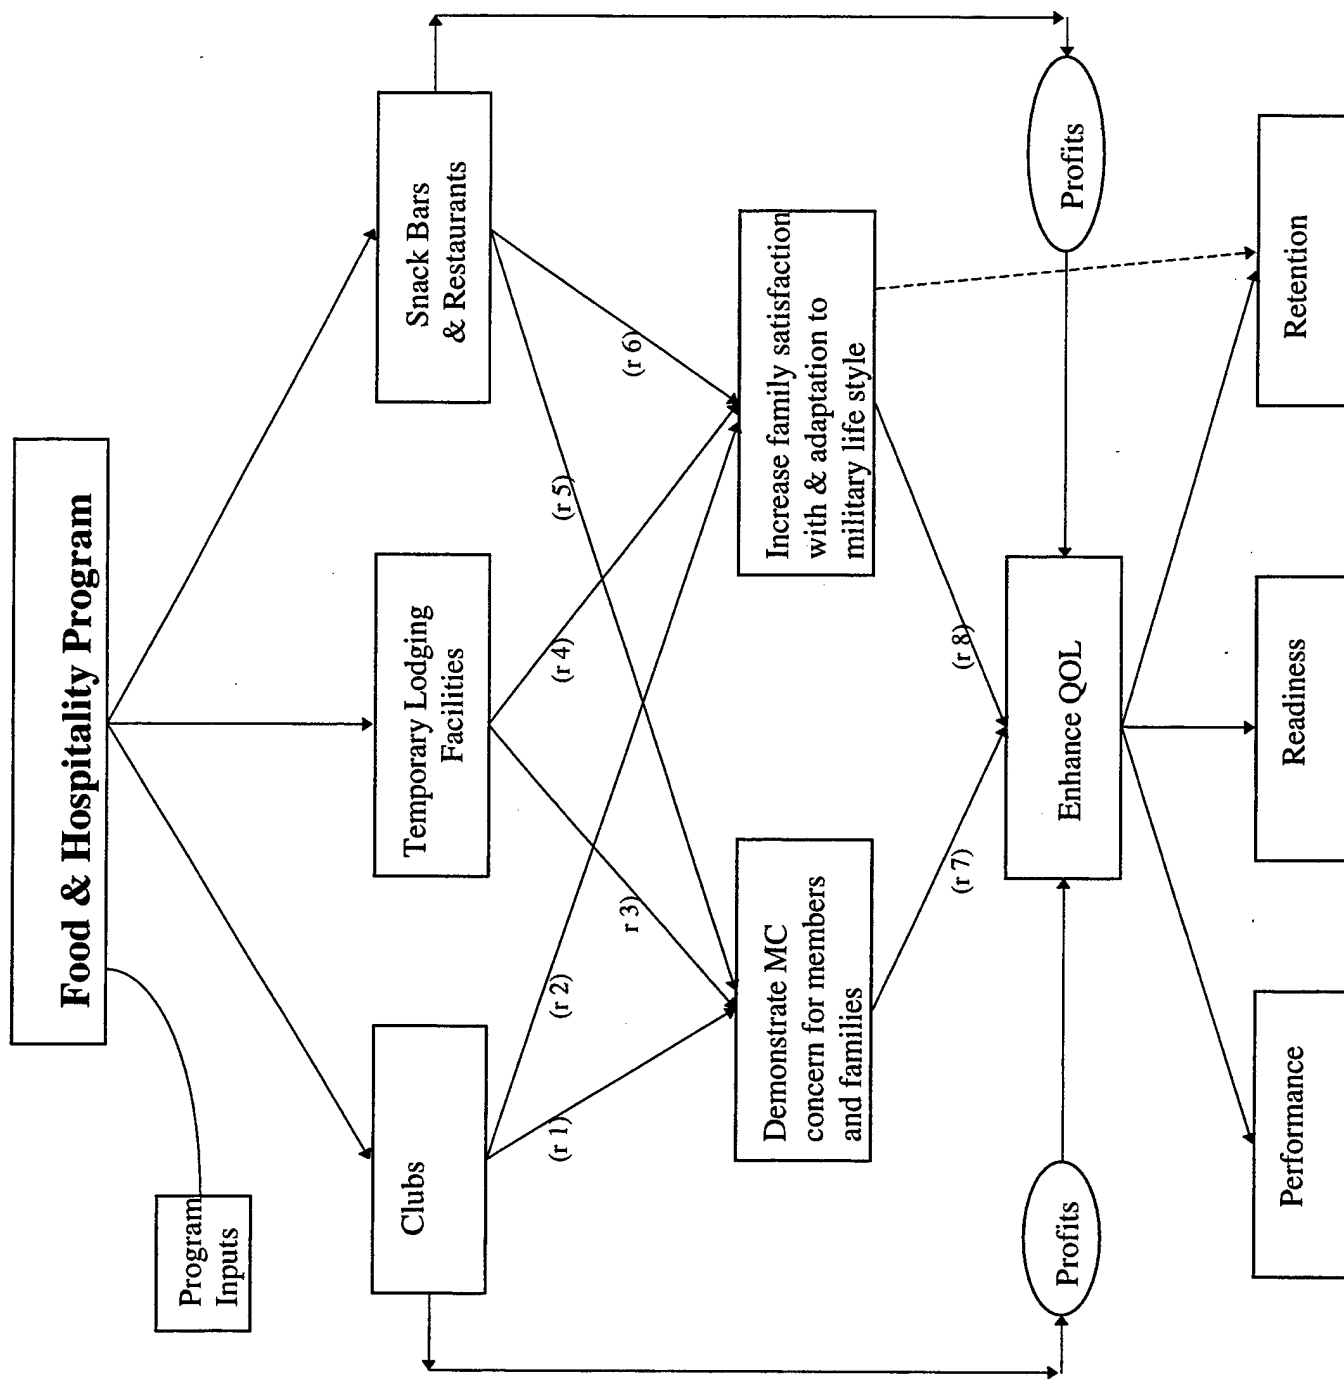 Food & Hospitality Program
Program
Inputs
Clubs
Temporary Lodging
Facilities
Snack Bars
& Restaurants
(r 1)
(r 2)
r 3)
(r 4)
(r 5)
(r 6)
Demonstrate MC
concern for members
and families
Increase family satisfaction
with & adaptation to
military life style
(r 7)
(r 8)
Profits
Enhance QOL
Profits
Performance
Readiness
Retention